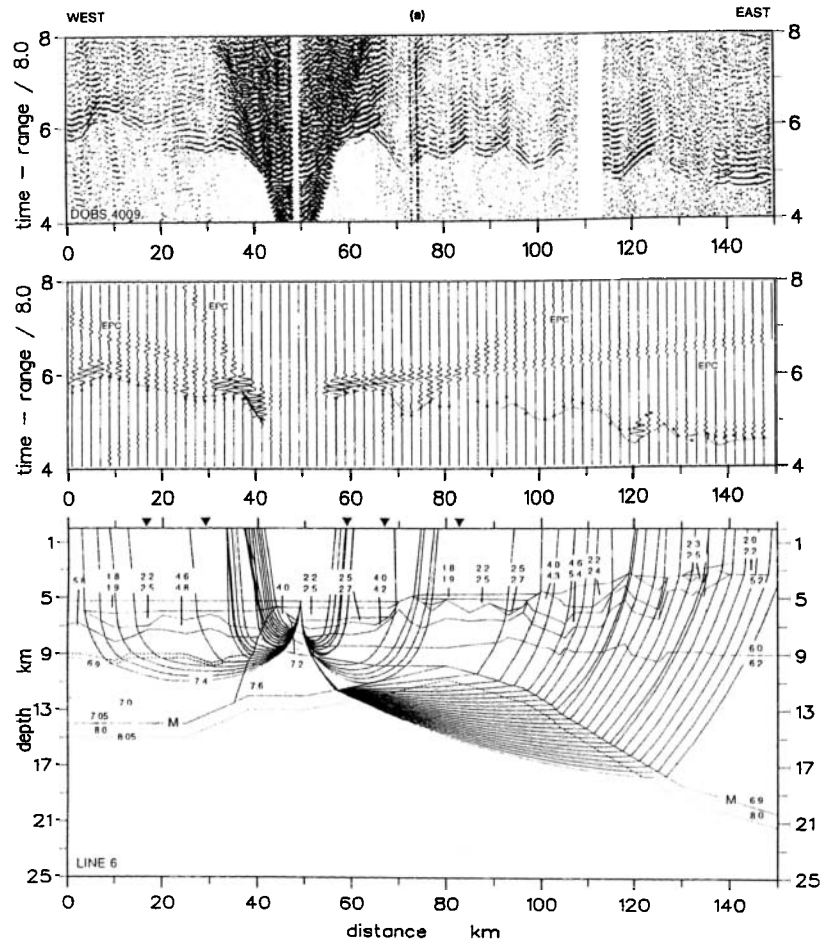 WEST (a) EAST
8 8
6 6
4 4
time – range / 8.0
DOBS 4009
0 20 40 60 80 100 120 140
8 8
6 6
4 4
time – range / 8.0
EPC EPC EPC EPC
0 20 40 60 80 100 120 140
1 1
5 5
9 9
13 13
17 17
21 21
25 25
depth km
1.8 2.2 4.6 4.0 2.2 2.5 4.0 1.8 2.2 2.5 4.0 4.6 2.2 2.3 2.0
1.9 2.5 4.8 2.5 2.7 4.2 1.9 2.5 2.7 4.3 5.4 2.4 2.5 2.2
5.2
6.0
6.2
6.9 7.2
7.4
7.6
7.0
7.05 M
8.0
8.05
M 6.9
8.0
LINE 6
0 20 40 60 80 100 120 140
distance km